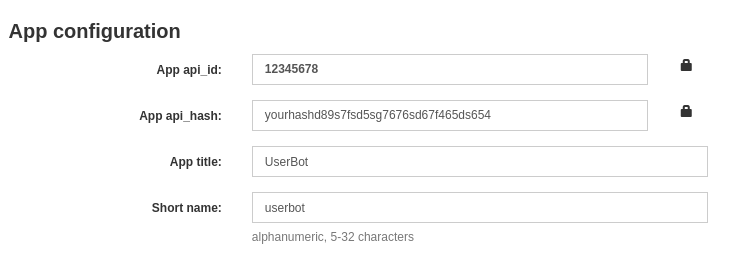 App configuration
App api_id: 12345678
App api_hash: yourhashd89s7fsd5sg7676sd67f465ds654
App title: UserBot
Short name: userbot
alphanumeric, 5-32 characters